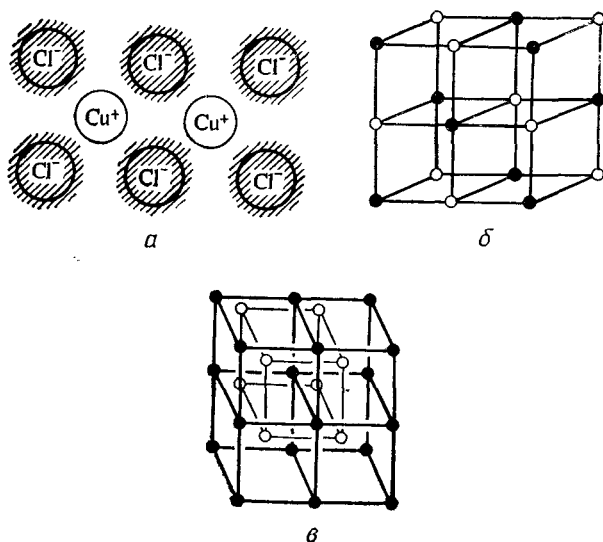 Cl⁻ Cl⁻ Cl⁻
Cu⁺ Cu⁺
Cl⁻ Cl⁻ Cl⁻
а
б
в